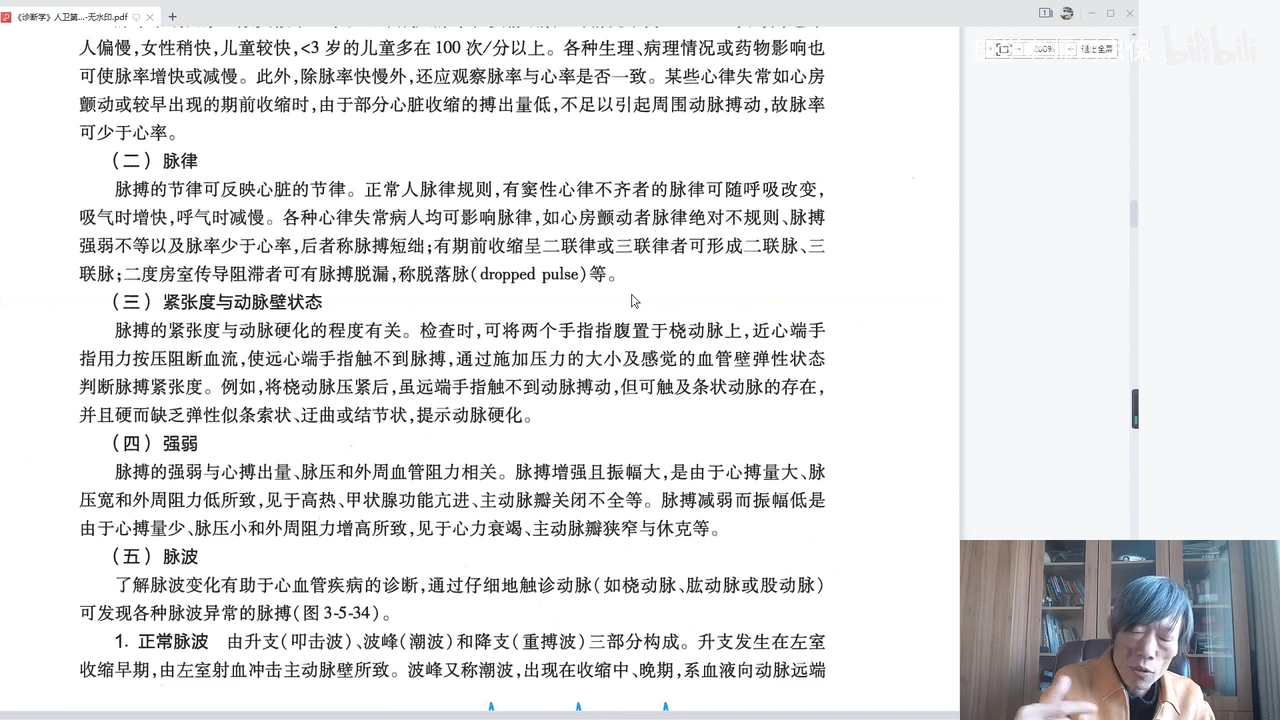 《诊断学》人卫第...-无水印.pdf
人偏慢,女性稍快,儿童较快,<3 岁的儿童多在 100 次/分以上。各种生理、病理情况或药物影响也
可使脉率增快或减慢。此外,除脉率快慢外,还应观察脉率与心率是否一致。某些心律失常如心房
颤动或较早出现的期前收缩时,由于部分心脏收缩的搏出量低,不足以引起周围动脉搏动,故脉率
可少于心率。
(二)脉律
脉搏的节律可反映心脏的节律。正常人脉律规则,有窦性心律不齐者的脉律可随呼吸改变,
吸气时增快,呼气时减慢。各种心律失常病人均可影响脉律,如心房颤动者脉律绝对不规则、脉搏
强弱不等以及脉率少于心率,后者称脉搏短绌;有期前收缩呈二联律或三联律者可形成二联脉、三
联脉;二度房室传导阻滞者可有脉搏脱漏,称脱落脉(dropped pulse)等。
(三)紧张度与动脉壁状态
脉搏的紧张度与动脉硬化的程度有关。检查时,可将两个手指指腹置于桡动脉上,近心端手
指用力按压阻断血流,使远心端手指触不到脉搏,通过施加压力的大小及感觉的血管壁弹性状态
判断脉搏紧张度。例如,将桡动脉压紧后,虽远端手指触不到动脉搏动,但可触及条状动脉的存在,
并且硬而缺乏弹性似条索状、迂曲或结节状,提示动脉硬化。
(四)强弱
脉搏的强弱与心搏出量、脉压和外周血管阻力相关。脉搏增强且振幅大,是由于心搏量大、脉
压宽和外周阻力低所致,见于高热、甲状腺功能亢进、主动脉瓣关闭不全等。脉搏减弱而振幅低是
由于心搏量少、脉压小和外周阻力增高所致,见于心力衰竭、主动脉瓣狭窄与休克等。
(五)脉波
了解脉波变化有助于心血管疾病的诊断,通过仔细地触诊动脉(如桡动脉、肱动脉或股动脉)
可发现各种脉波异常的脉搏(图 3-5-34)。
1. 正常脉波 由升支(叩击波)、波峰(潮波)和降支(重搏波)三部分构成。升支发生在左室
收缩早期,由左室射血冲击主动脉壁所致。波峰又称潮波,出现在收缩中、晚期,系血液向动脉远端
200%
退出全屏
bilibili